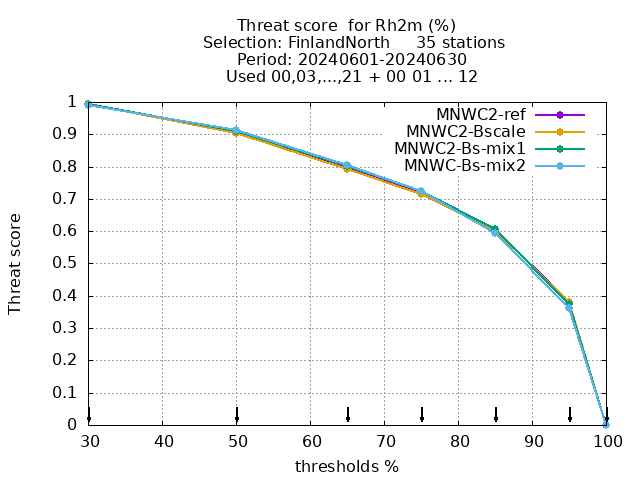 Threat score  for Rh2m (%)
Selection: FinlandNorth     35 stations
Period: 20240601-20240630
Used 00,03,...,21 + 00 01 ... 12
MNWC2-ref
MNWC2-Bscale
MNWC2-Bs-mix1
MNWC-Bs-mix2
Threat score
1
0.9
0.8
0.7
0.6
0.5
0.4
0.3
0.2
0.1
0
30 40 50 60 70 80 90 100
thresholds %